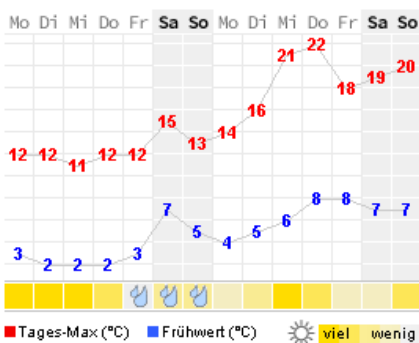 Mo Di Mi Do Fr Sa So Mo Di Mi Do Fr Sa So
12 12 11 12 12 15 13 14 16 21 22 18 19 20
3 2 2 2 3 7 5 4 5 6 8 8 7 7
Tages-Max (°C) Frühwert (°C) viel wenig